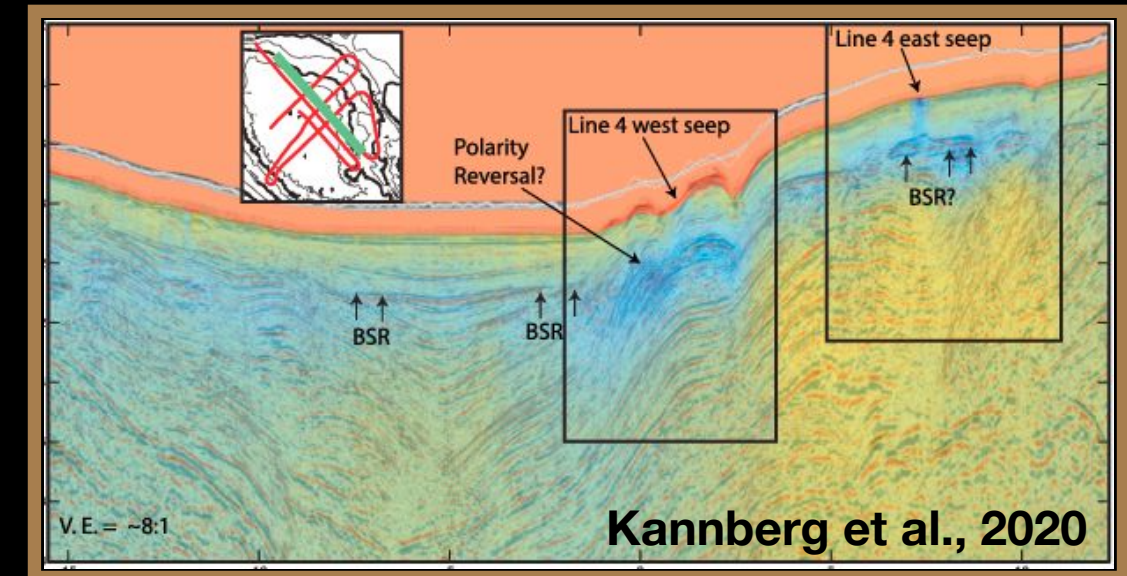 Line 4 east seep
Line 4 west seep
Polarity
Reversal?
BSR?
BSR
BSR
V. E. = ~8:1
Kannberg et al., 2020